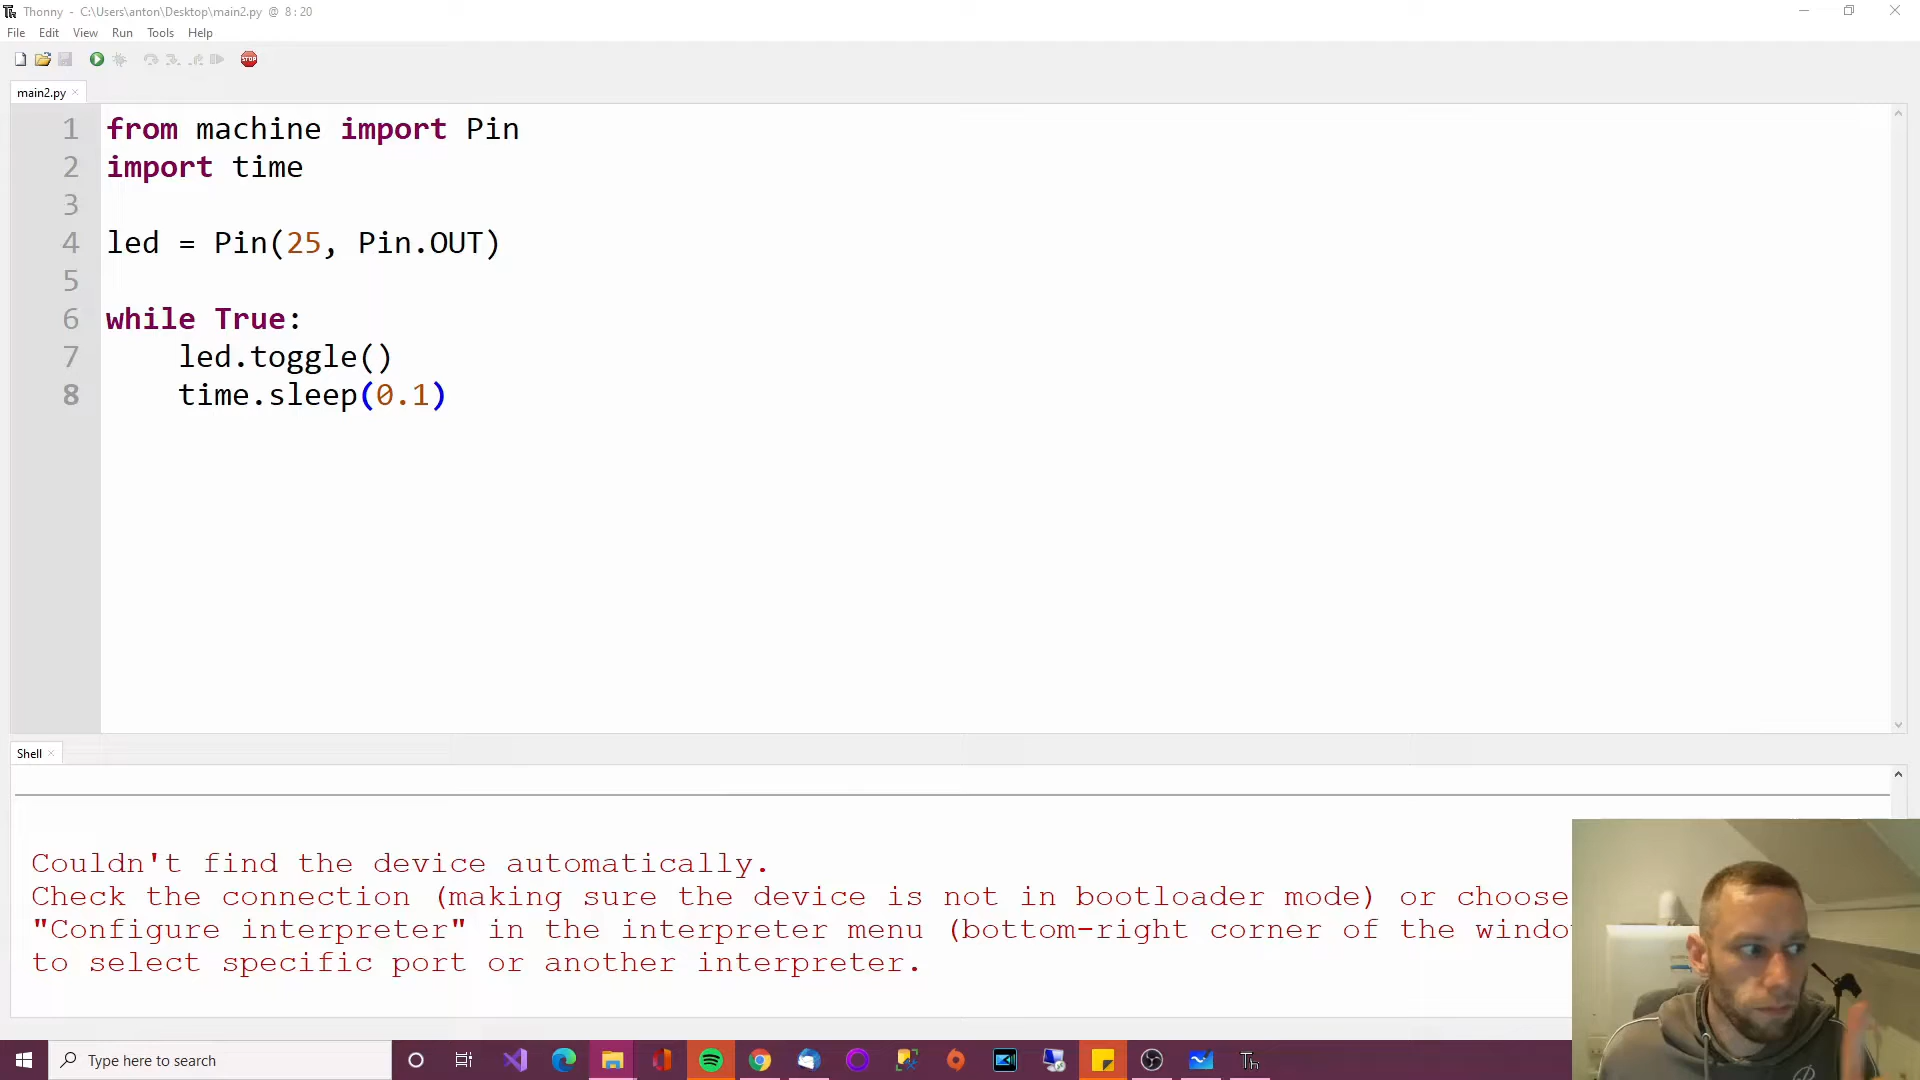 Thonny - C:\Users\anton\Desktop\main2.py @ 8:20
File Edit View Run Tools Help
STOP
main2.py
1 from machine import Pin
2 import time
3
4 led = Pin(25, Pin.OUT)
5
6 while True:
7 led.toggle()
8 time.sleep(0.1)
Shell
Couldn't find the device automatically.
Check the connection (making sure the device is not in bootloader mode) or choose
"Configure interpreter" in the interpreter menu (bottom-right corner of the windo
to select specific port or another interpreter.
Type here to search
Th